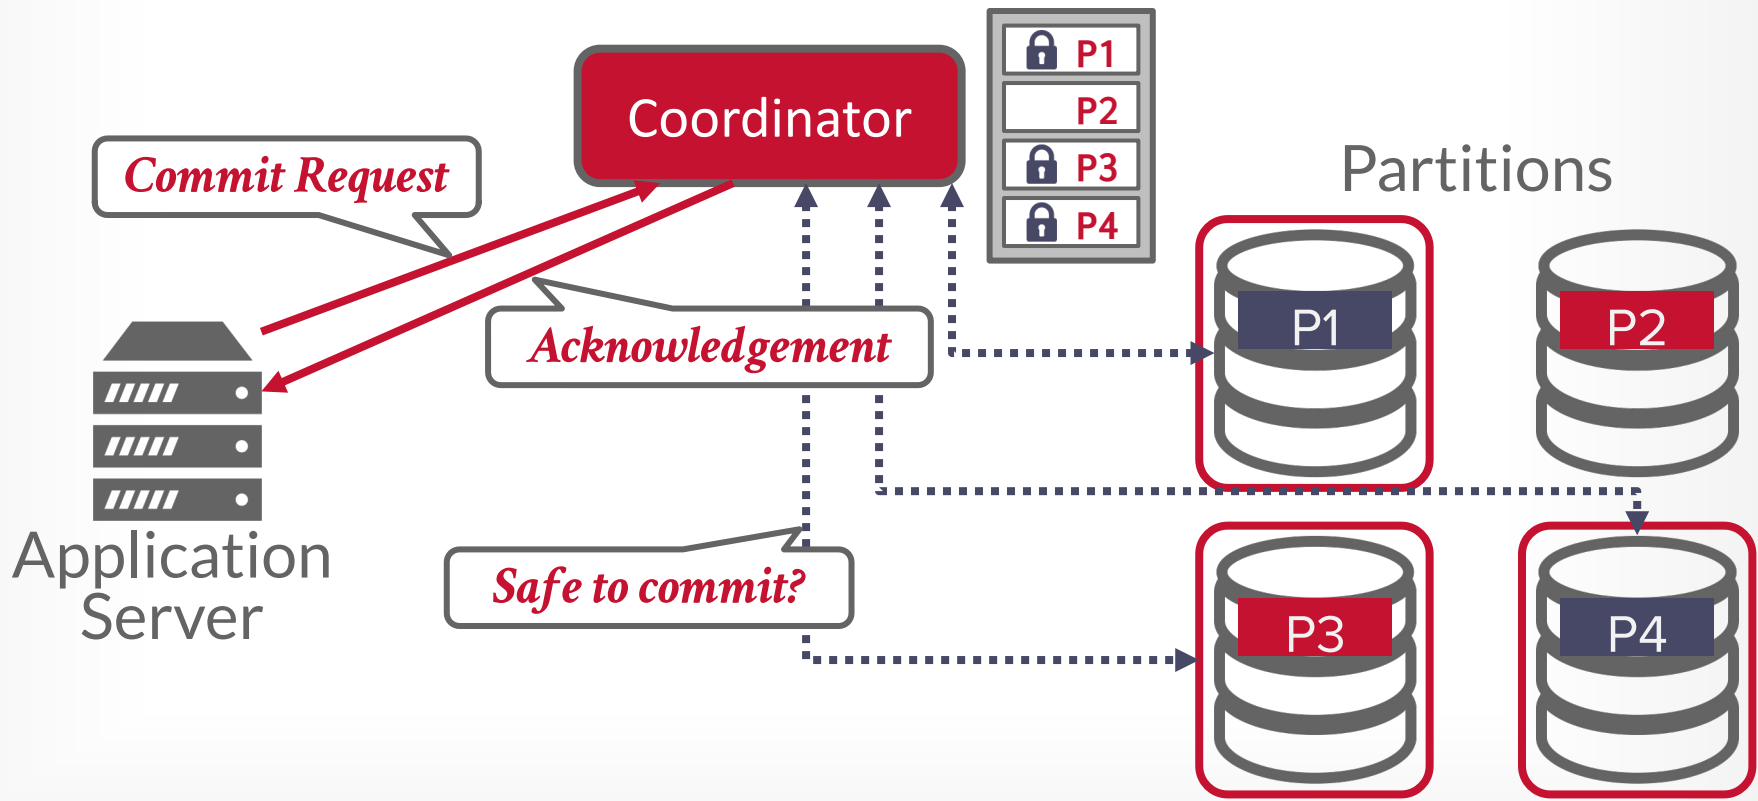 Coordinator
P1
P2
P3
P4
Commit Request
Partitions
Acknowledgement
P1
P2
Application
Server
Safe to commit?
P3
P4